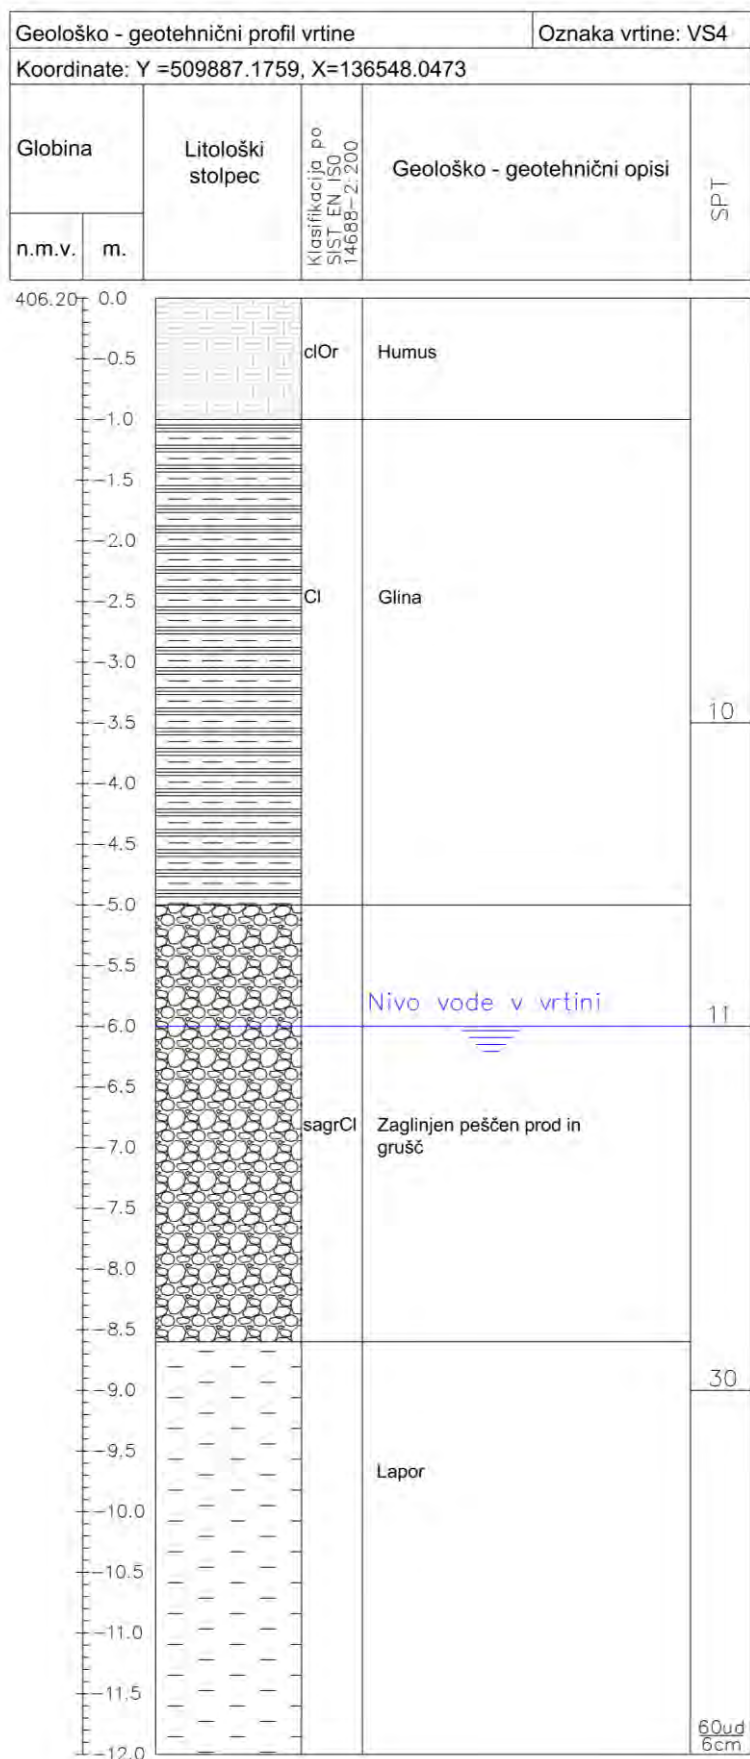 Geološko - geotehnični profil vrtine
Oznaka vrtine: VS4
Koordinate: Y =509887.1759, X=136548.0473
Globina
n.m.v.
m.
Litološki
stolpec
Klasifikacija po
SIST EN ISO
14688-2:200
Geološko - geotehnični opisi
SPT
406.20
0.0
clOr
Humus
-0.5
-1.0
-1.5
-2.0
-2.5
Cl
Glina
-3.0
10
-3.5
-4.0
-4.5
-5.0
-5.5
Nivo vode v vrtini
-6.0
11
-6.5
sagrCl
Zaglinjen peščen prod in
grušč
-7.0
-7.5
-8.0
-8.5
30
-9.0
-9.5
Lapor
-10.0
-10.5
-11.0
-11.5
60ud
6cm
-12.0